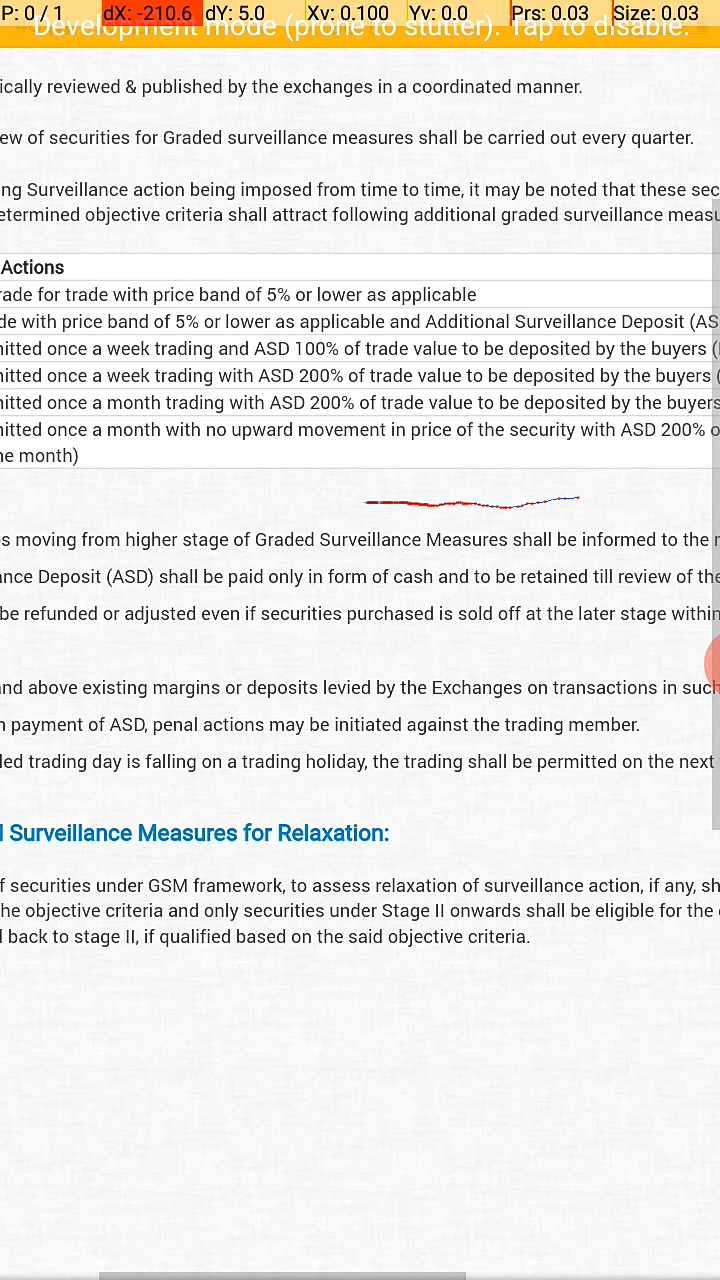 P: 0 / 1 dX: -210.6 dY: 5.0 Xv: 0.100 Yv: 0.0 Prs: 0.03 Size: 0.03
Development mode (prone to stutter). Tap to disable.
ically reviewed & published by the exchanges in a coordinated manner.
ew of securities for Graded surveillance measures shall be carried out every quarter.
ng Surveillance action being imposed from time to time, it may be noted that these sec
etermined objective criteria shall attract following additional graded surveillance measu
Actions
rade for trade with price band of 5% or lower as applicable
de with price band of 5% or lower as applicable and Additional Surveillance Deposit (AS
nitted once a week trading and ASD 100% of trade value to be deposited by the buyers (
nitted once a week trading with ASD 200% of trade value to be deposited by the buyers (
nitted once a month trading with ASD 200% of trade value to be deposited by the buyers
nitted once a month with no upward movement in price of the security with ASD 200% o
ne month)
s moving from higher stage of Graded Surveillance Measures shall be informed to the
ance Deposit (ASD) shall be paid only in form of cash and to be retained till review of the
be refunded or adjusted even if securities purchased is sold off at the later stage within
and above existing margins or deposits levied by the Exchanges on transactions in such
n payment of ASD, penal actions may be initiated against the trading member.
led trading day is falling on a trading holiday, the trading shall be permitted on the next
l Surveillance Measures for Relaxation:
f securities under GSM framework, to assess relaxation of surveillance action, if any, sh
he objective criteria and only securities under Stage II onwards shall be eligible for the
l back to stage II, if qualified based on the said objective criteria.